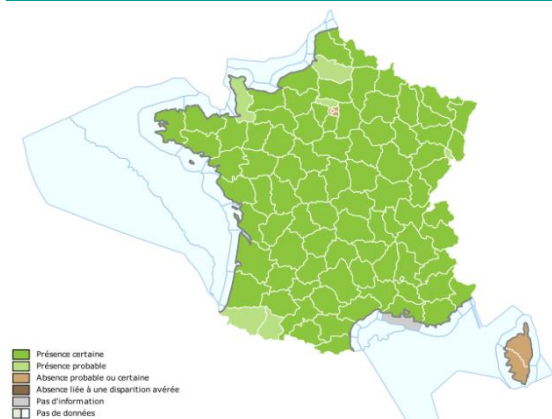 Présence certaine
Présence probable
Absence probable ou certaine
Absence liée à une disparition avérée
Pas d'information
Pas de données